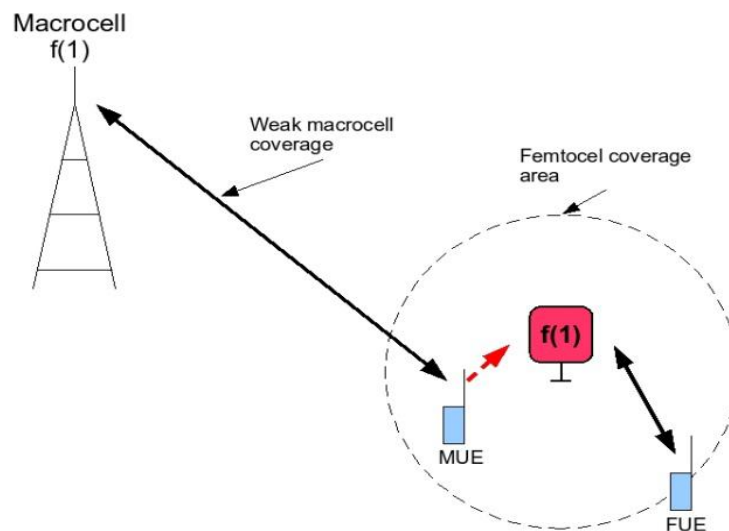 Macrocell
f(1)
Weak macrocell
coverage
Femtocel coverage
area
f(1)
MUE
FUE